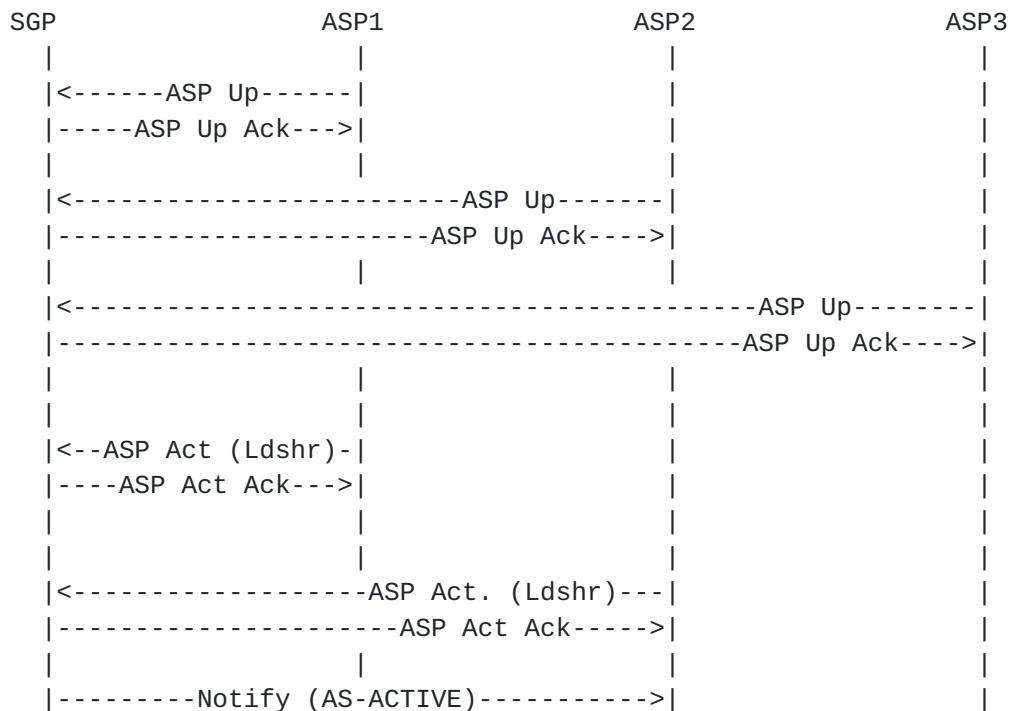 SGP                 ASP1                ASP2                ASP3
  |                   |                   |                   |
  |<------ASP Up------|                   |                   |
  |-----ASP Up Ack--->|                   |                   |
  |                   |                   |                   |
  |<-------------------------ASP Up-------|                   |
  |------------------------ASP Up Ack---->|                   |
  |                   |                   |                   |
  |<--------------------------------------------ASP Up--------|
  |--------------------------------------------ASP Up Ack---->|
  |                   |                   |                   |
  |                   |                   |                   |
  |<--ASP Act (Ldshr)-|                   |                   |
  |----ASP Act Ack--->|                   |                   |
  |                   |                   |                   |
  |                   |                   |                   |
  |<-------------------ASP Act. (Ldshr)---|                   |
  |----------------------ASP Act Ack----->|                   |
  |                   |                   |                   |
  |---------Notify (AS-ACTIVE)----------->|                   |